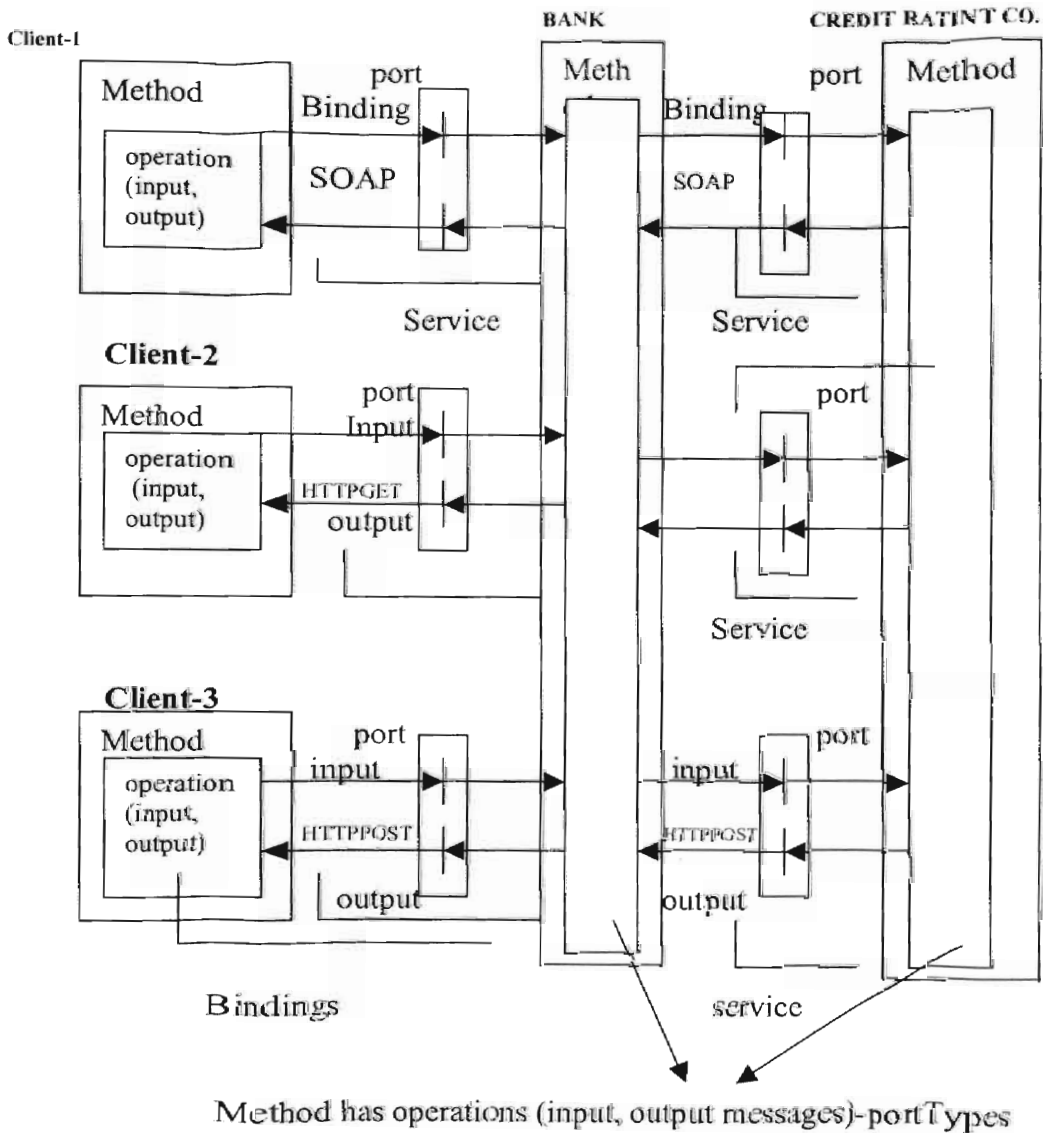 BANK
CREDIT RATINT CO.
Client-1
Method
port
Binding
operation
(input,
output)
SOAP
Service
Meth
Binding
port
SOAP
Service
Method
Client-2
Method
port
Input
operation
(input,
output)
HTTPGET
output
port
Service
Client-3
Method
port
input
operation
(input,
output)
HTTPPOST
output
port
input
HTTPPOST
output
Bindings
service
Method has operations (input, output messages)-portTypes